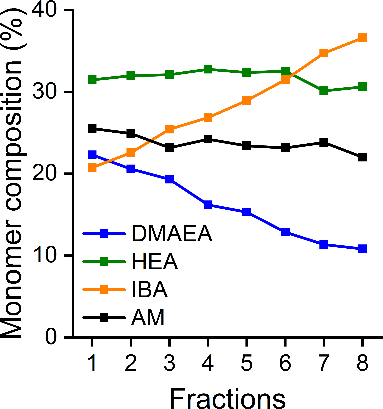 Monomer composition (%)
40
30
20
10
0
DMAEA
HEA
IBA
AM
1 2 3 4 5 6 7 8
Fractions